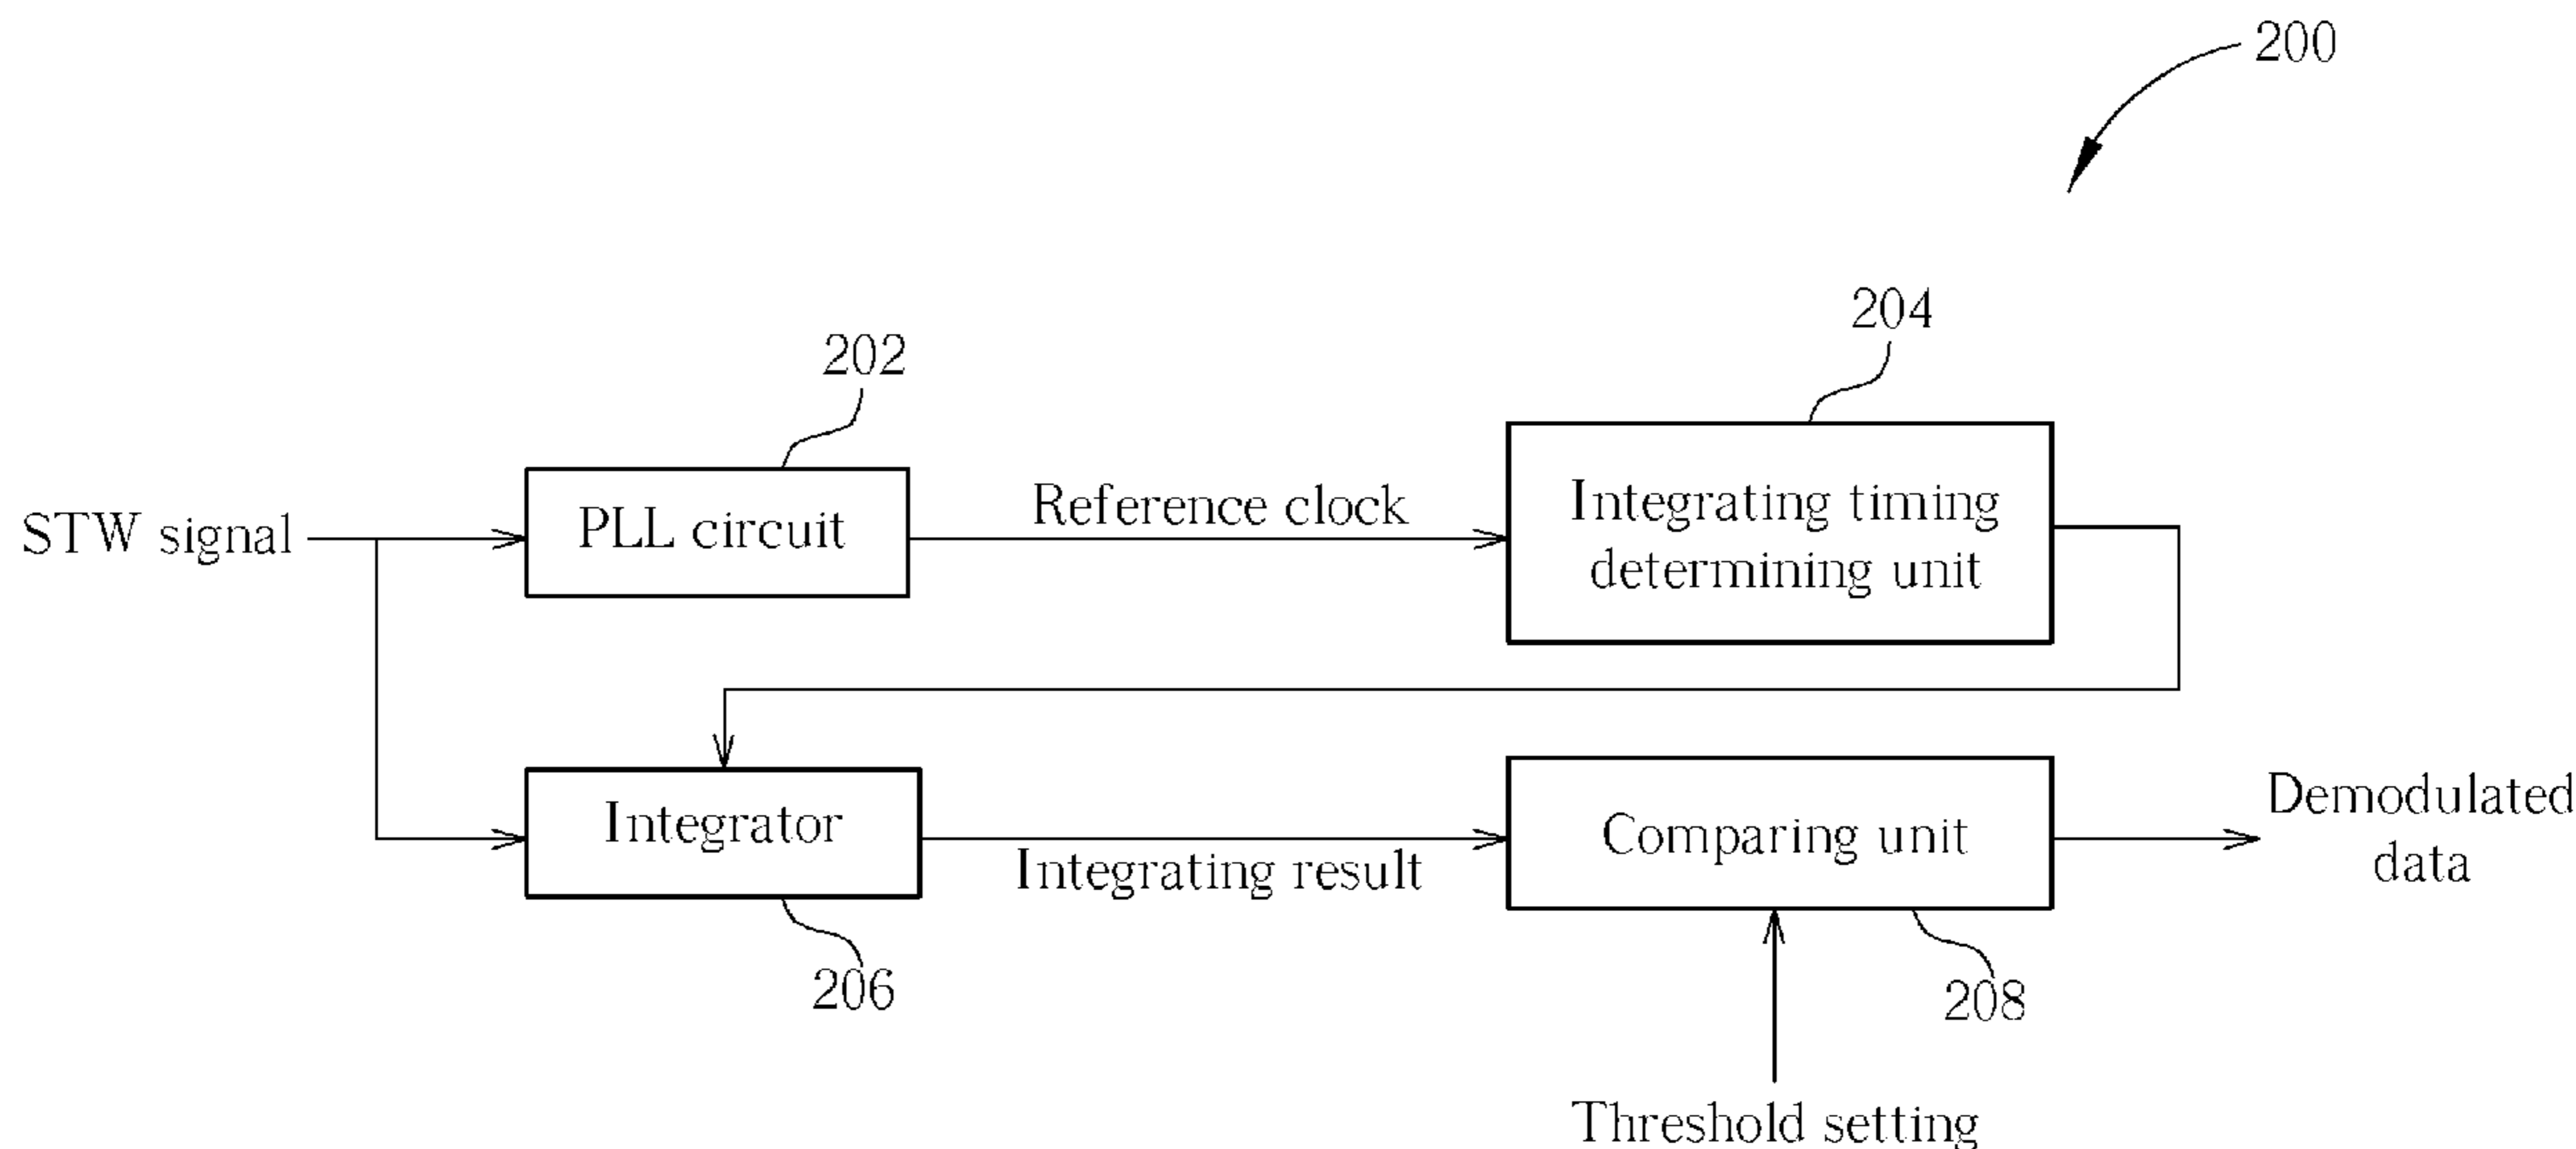 200
204
202
STW signal
PLL circuit
Reference clock
Integrating timing
determining unit
Integrator
Integrating result
Comparing unit
Demodulated
data
206
208
Threshold setting